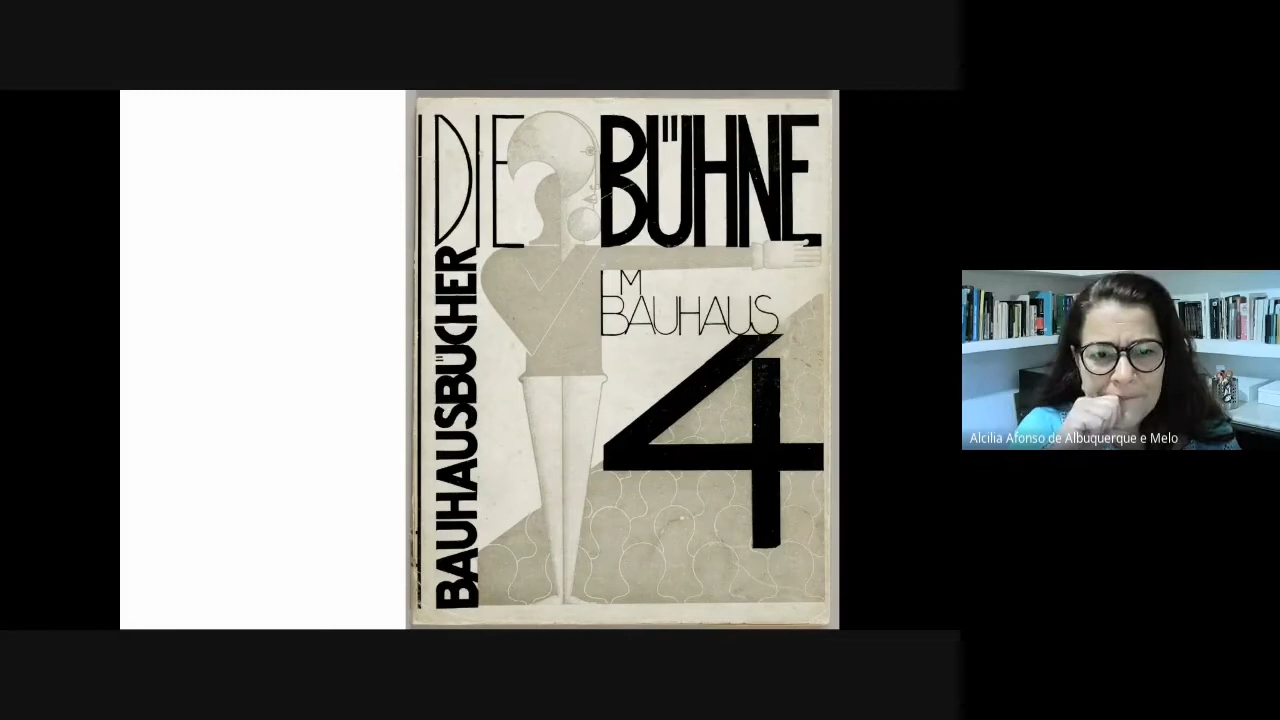 DIE BÜHNE
IM
BAUHAUS
4
BAUHAUSBÜCHER
Alcilia Afonso de Albuquerque e Melo